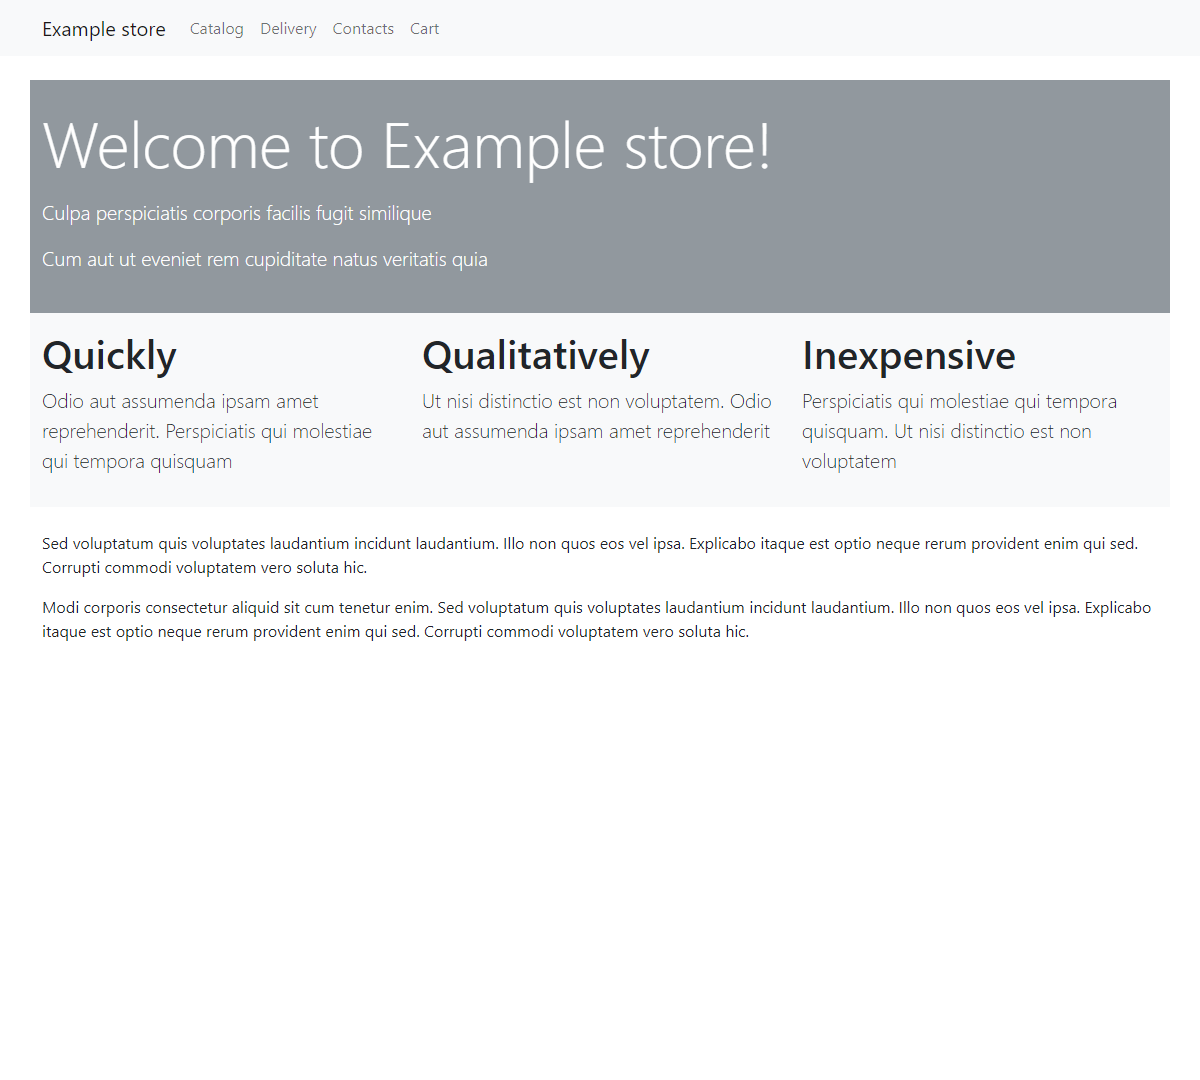 Example store Catalog Delivery Contacts Cart
Welcome to Example store!
Culpa perspiciatis corporis facilis fugit similique
Cum aut ut eveniet rem cupiditate natus veritatis quia
Quickly
Odio aut assumenda ipsam amet
reprehenderit. Perspiciatis qui molestiae
qui tempora quisquam
Qualitatively
Ut nisi distinctio est non voluptatem. Odio
aut assumenda ipsam amet reprehenderit
Inexpensive
Perspiciatis qui molestiae qui tempora
quisquam. Ut nisi distinctio est non
voluptatem
Sed voluptatum quis voluptates laudantium incidunt laudantium. Illo non quos eos vel ipsa. Explicabo itaque est optio neque rerum provident enim qui sed.
Corrupti commodi voluptatem vero soluta hic.
Modi corporis consectetur aliquid sit cum tenetur enim. Sed voluptatum quis voluptates laudantium incidunt laudantium. Illo non quos eos vel ipsa. Explicabo
itaque est optio neque rerum provident enim qui sed. Corrupti commodi voluptatem vero soluta hic.